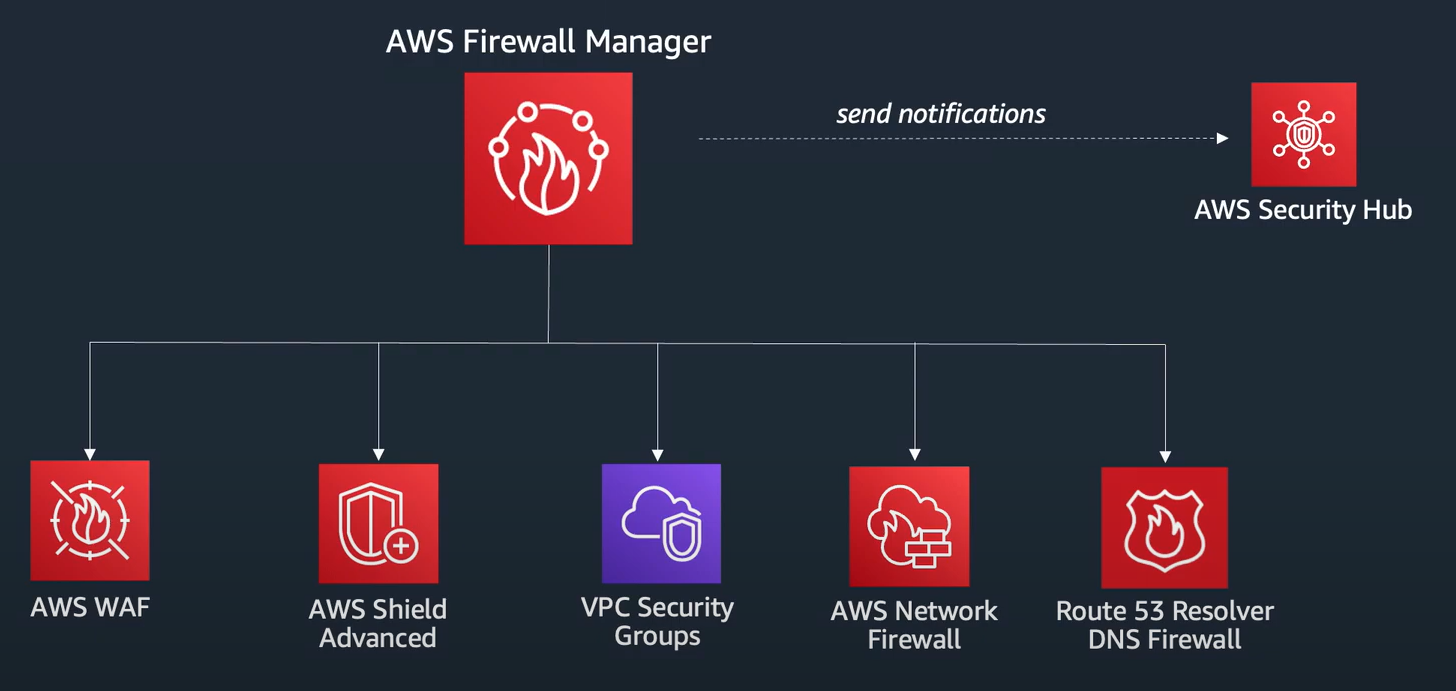 AWS Firewall Manager
send notifications
AWS Security Hub
AWS WAF
AWS Shield
Advanced
VPC Security
Groups
AWS Network
Firewall
Route 53 Resolver
DNS Firewall